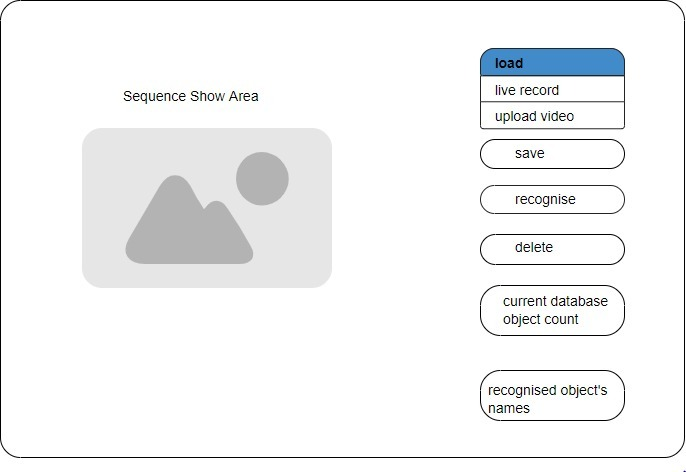 Sequence Show Area
load
live record
upload video
save
recognise
delete
current database
object count
recognised object's
names